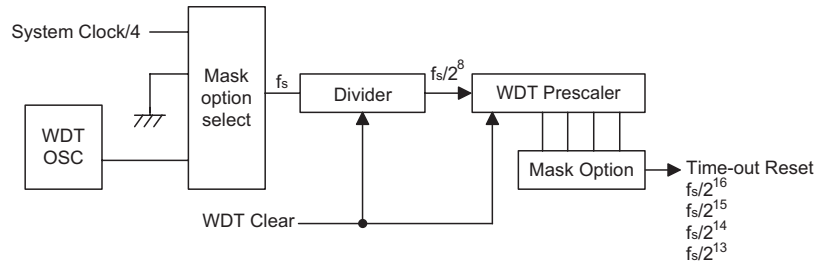 System Clock/4
Mask
option
select
fs
Divider
fs/2^8
WDT Prescaler
WDT
OSC
Mask Option
Time-out Reset
fs/2^16
fs/2^15
fs/2^14
fs/2^13
WDT Clear